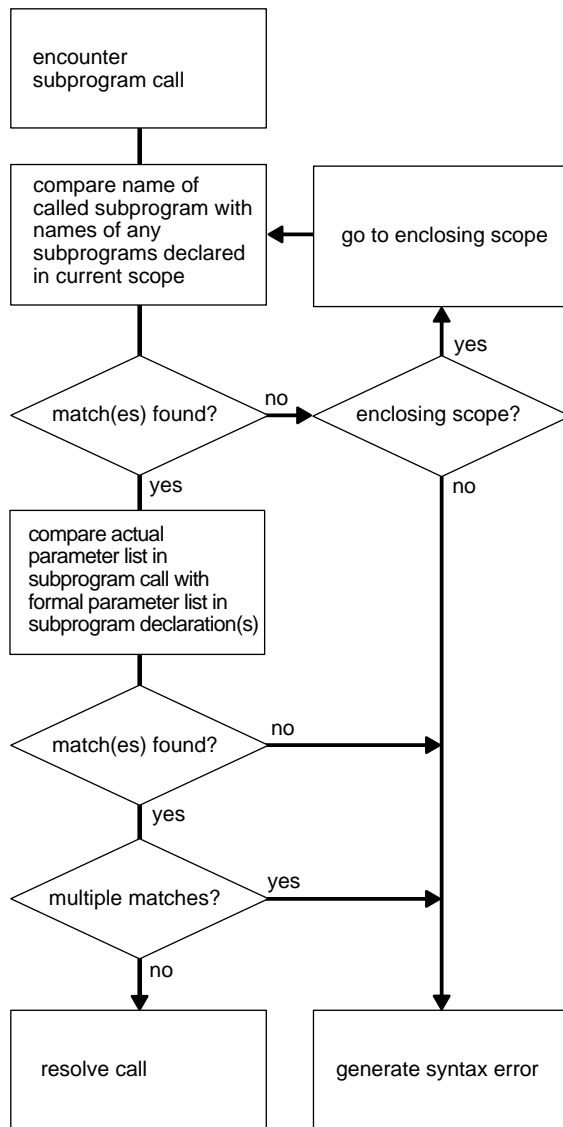 encounter
subprogram call
compare name of
called subprogram with
names of any
subprograms declared
in current scope
go to enclosing scope
yes
match(es) found?
no
enclosing scope?
yes
no
compare actual
parameter list in
subprogram call with
formal parameter list in
subprogram declaration(s)
match(es) found?
no
yes
multiple matches?
yes
no
resolve call
generate syntax error